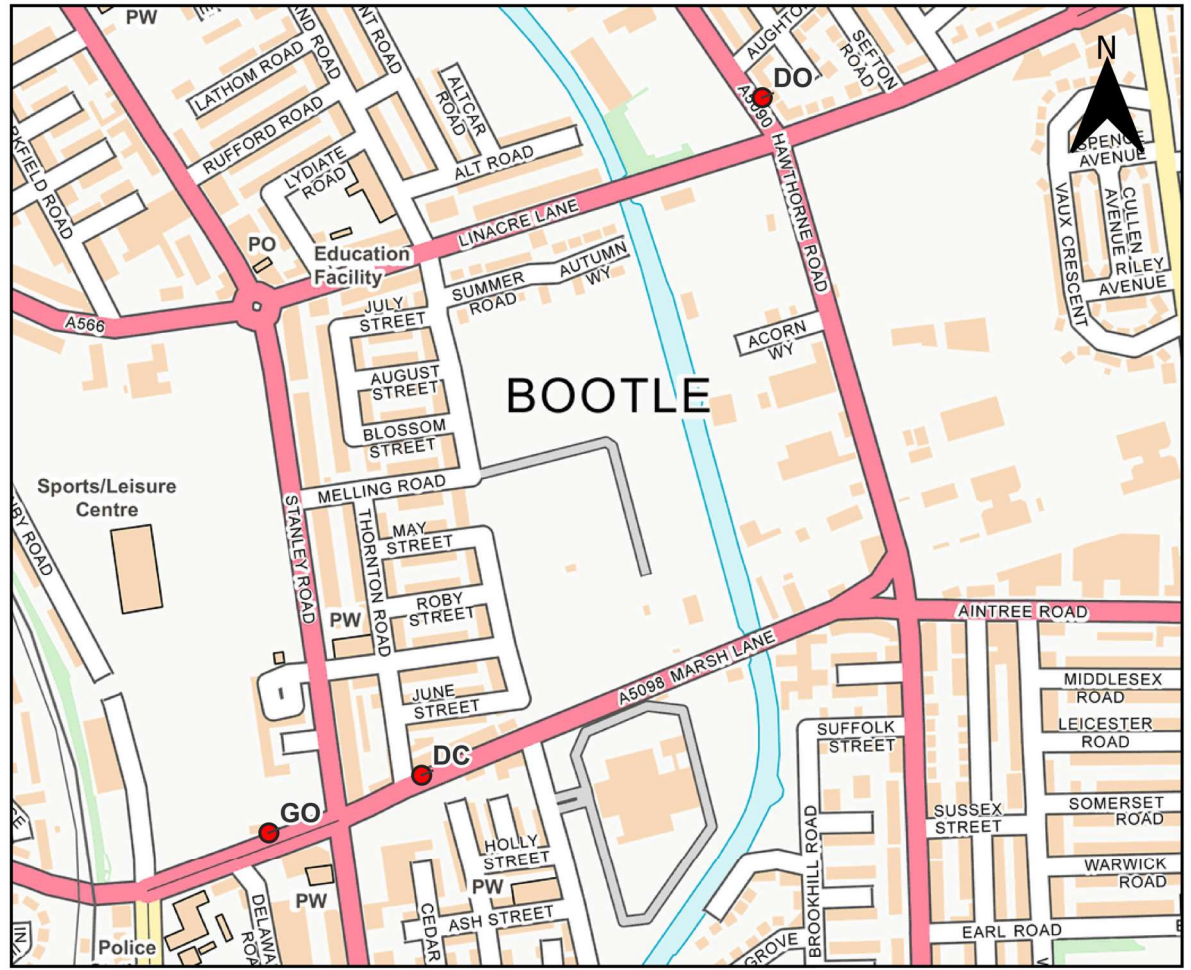 PW
LATHOM ROAD
RUFFORD ROAD
LYDIATE
ROAD
ALTCAR
ROAD
ALT ROAD
LINACRE LANE
PO
Education
Facility
A566
AUGHTO
SEFTON
ROAD
DO
N
A5090
HAWTHORNE ROAD
SPENCE
AVENUE
CULLEN
AVENUE
RILEY
AVENUE
VAUX CRESCENT
SUMMER
ROAD
AUTUMN
WY
JULY
STREET
AUGUST
STREET
BLOSSOM
STREET
BOOTLE
ACORN
WY
MELLING ROAD
Sports/Leisure
Centre
STANLEY ROAD
THORNTON ROAD
MAY
STREET
ROBY
STREET
PW
JUNE
STREET
A5098 MARSH LANE
AINTREE ROAD
MIDDLESEX
ROAD
LEICESTER
ROAD
SUFFOLK
STREET
SOMERSET
ROAD
SUSSEX
STREET
WARWICK
ROAD
EARL ROAD
BROOKHILL ROAD
GROVE
DC
GO
HOLLY
STREET
PW
ASH STREET
CEDAR
PW
DELAWA
ROA
Police